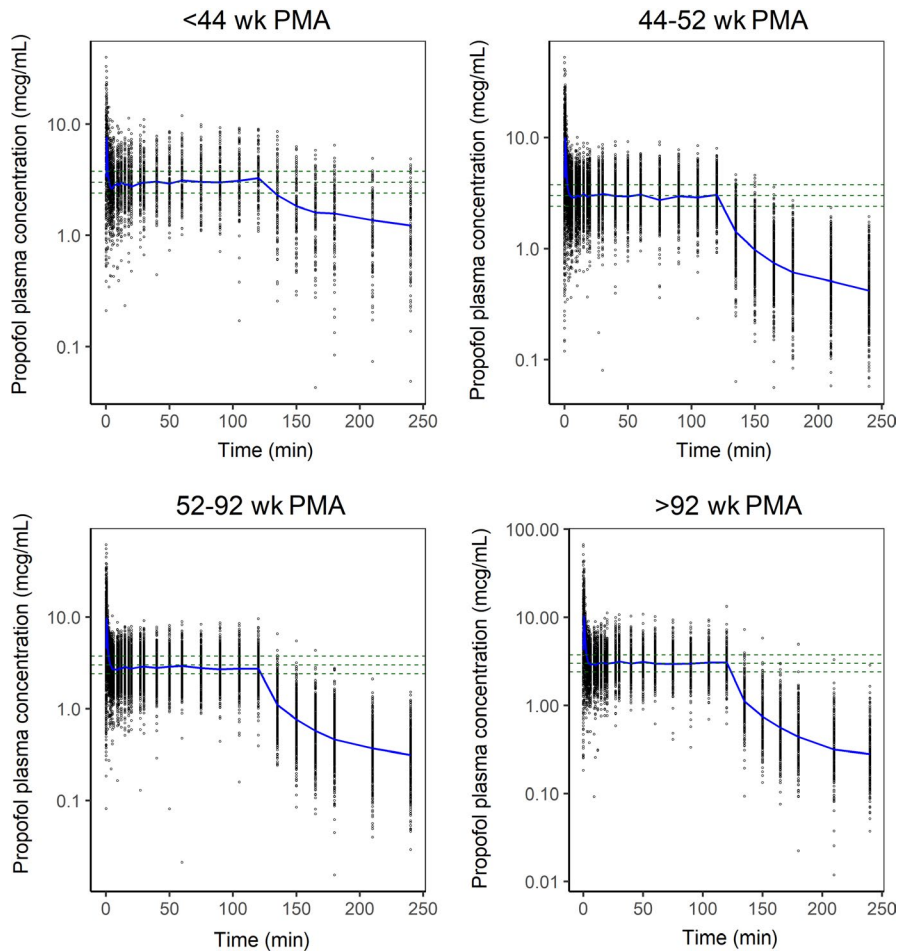 <44 wk PMA
Propofol plasma concentration (mcg/mL)
10.0
1.0
0.1
0 50 100 150 200 250
Time (min)
44-52 wk PMA
Propofol plasma concentration (mcg/mL)
10.0
1.0
0.1
0 50 100 150 200 250
Time (min)
52-92 wk PMA
Propofol plasma concentration (mcg/mL)
10.0
1.0
0.1
0 50 100 150 200 250
Time (min)
>92 wk PMA
Propofol plasma concentration (mcg/mL)
100.00
10.00
1.00
0.10
0.01
0 50 100 150 200 250
Time (min)